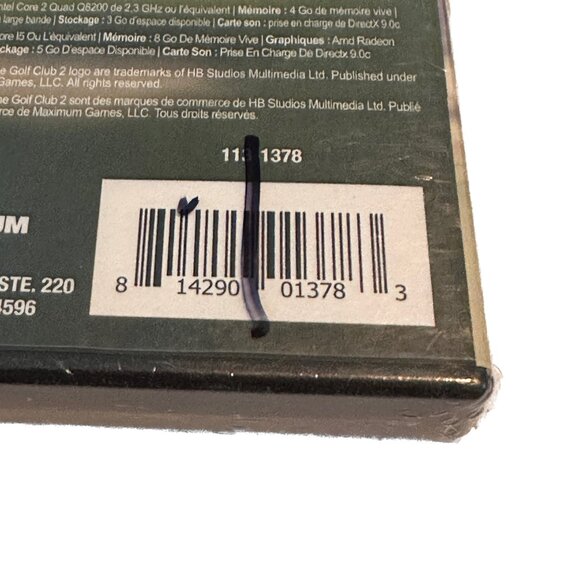 ntel Core 2 Quad Q8200 de 2.3 GHz ou l'équivalent | Mémoire : 4 Go de mémoire vive |
large bande | Stockage : 3 Go d'espace disponible | Carte son : prise en charge de DirectX 9.0c
ore I5 Ou L'équivalent | Mémoire : 8 Go De Mémoire Vive | Graphiques : Amd Radeon
ckage : 5 Go D'espace Disponible | Carte Son : Prise En Charge De DirectX 9.0c
e Golf Club 2 logo are trademarks of HB Studios Multimedia Ltd. Published under
Games, LLC. All rights reserved.
e Golf Club 2 sont des marques de commerce de HB Studios Multimedia Ltd. Publié
rce de Maximum Games, LLC. Tous droits réservés.
113 1378
UM
STE. 220
4596
8 14290 01378 3